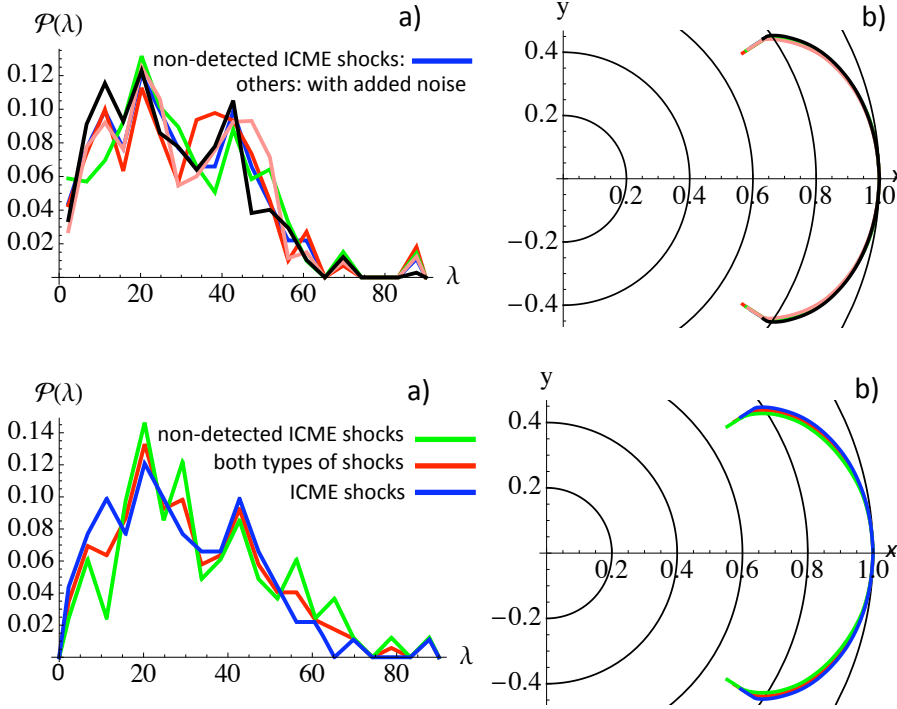 𝒫(λ)
a)
non-detected ICME shocks:
others: with added noise
0.12
0.10
0.08
0.06
0.04
0.02
0 20 40 60 80
λ
y
b)
0.4
0.2
0.2 0.4 0.6 0.8 1.0
x
−0.2
−0.4
𝒫(λ)
a)
non-detected ICME shocks
both types of shocks
ICME shocks
0.14
0.12
0.10
0.08
0.06
0.04
0.02
0 20 40 60 80
λ
y
b)
0.4
0.2
0.2 0.4 0.6 0.8 1.0
x
−0.2
−0.4